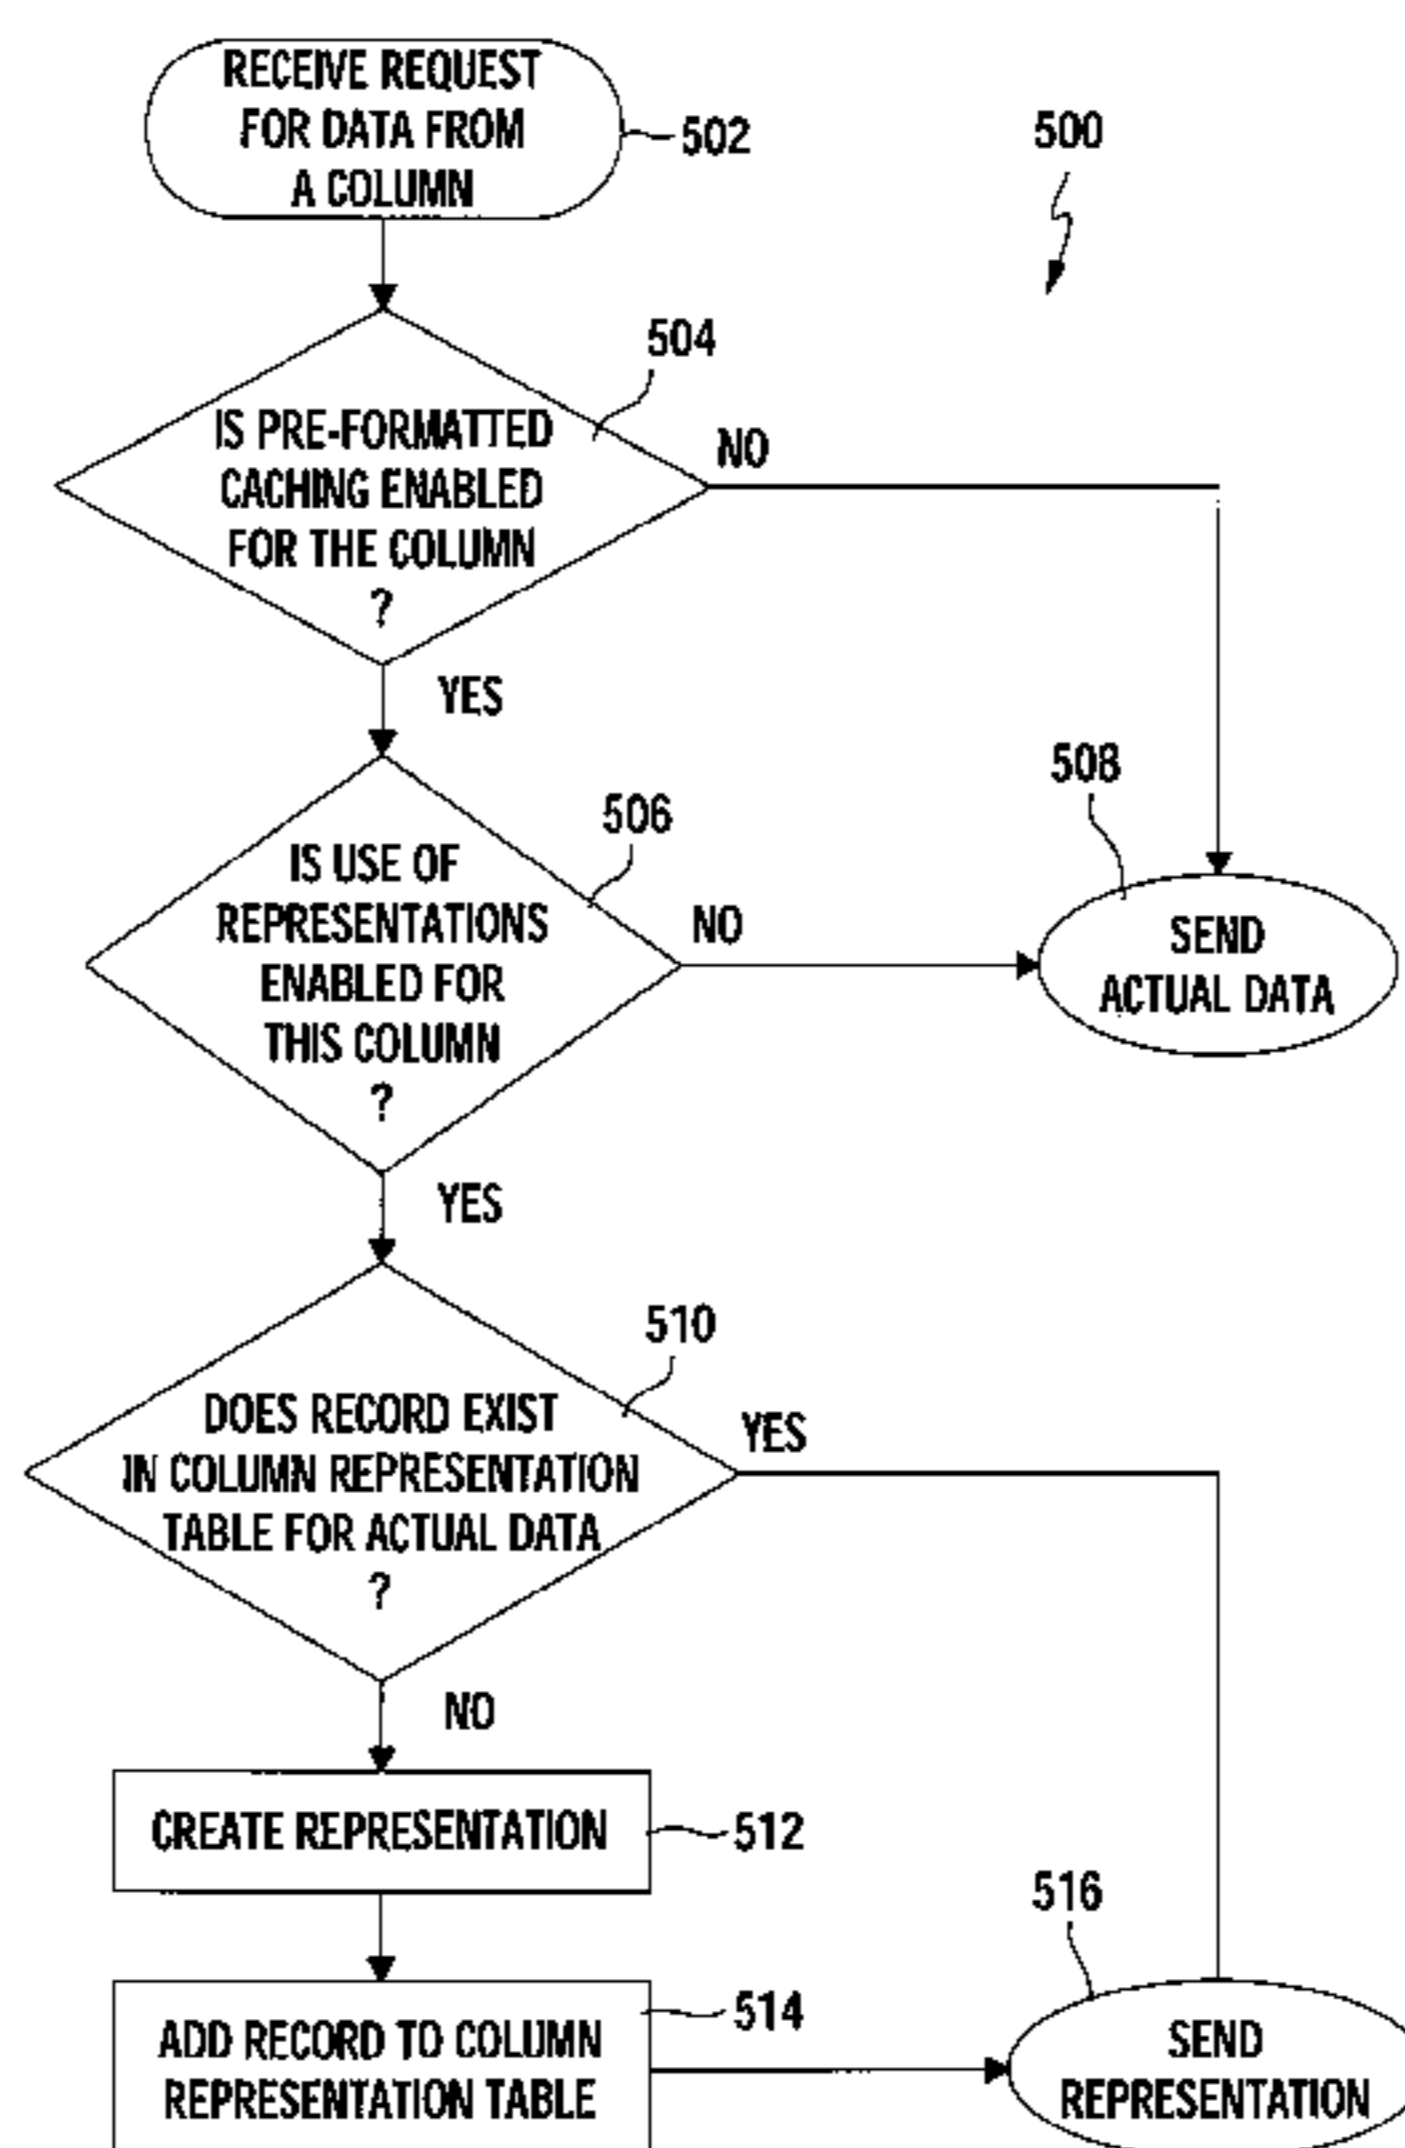 RECEIVE REQUEST
FOR DATA FROM
A COLUMN
502
500
504
IS PRE-FORMATTED
CACHING ENABLED
FOR THE COLUMN
?
NO
YES
506
IS USE OF
REPRESENTATIONS
ENABLED FOR
THIS COLUMN
?
NO
508
SEND
ACTUAL DATA
YES
510
DOES RECORD EXIST
IN COLUMN REPRESENTATION
TABLE FOR ACTUAL DATA
?
YES
NO
CREATE REPRESENTATION
512
516
514
ADD RECORD TO COLUMN
REPRESENTATION TABLE
SEND
REPRESENTATION